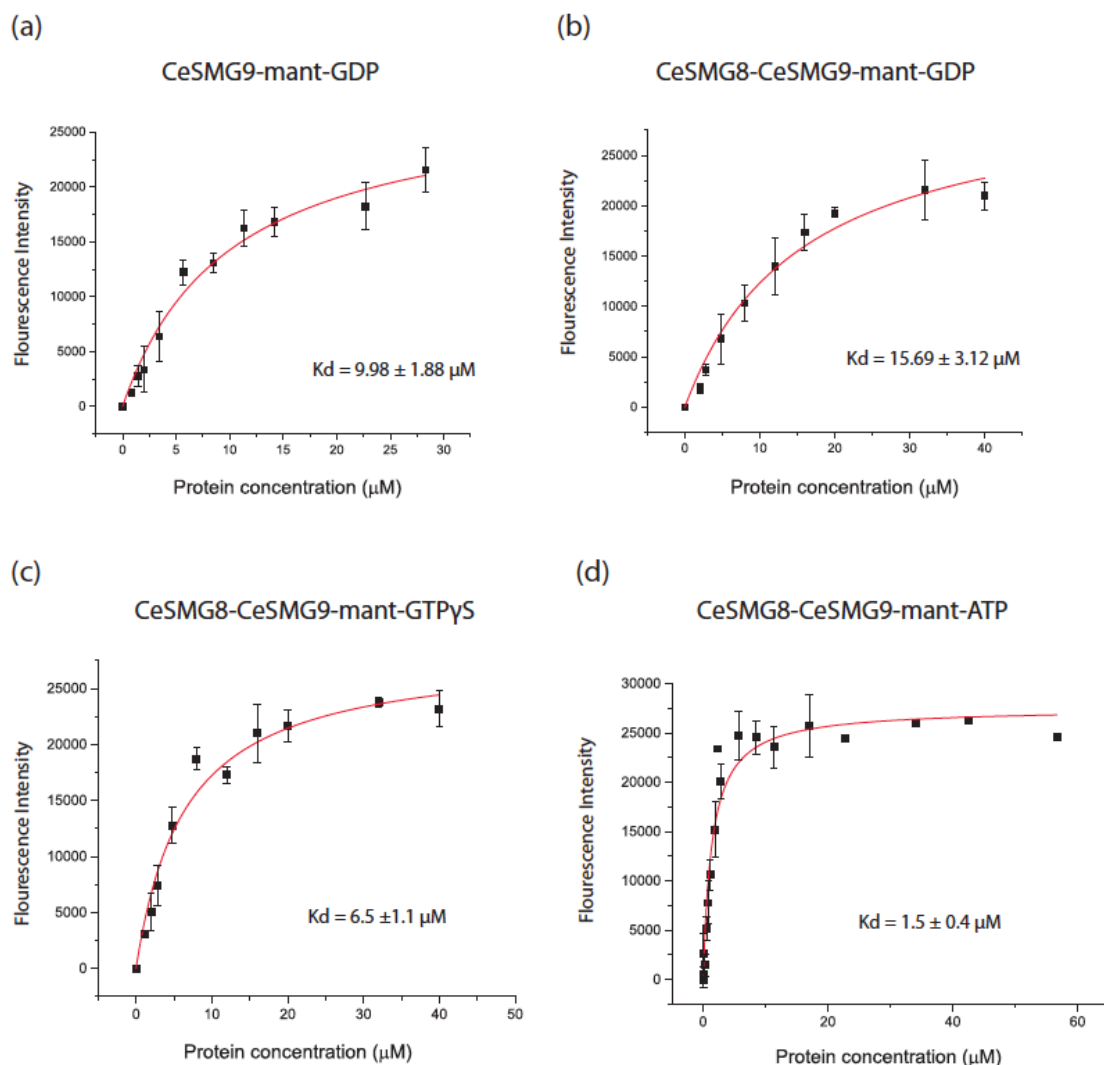 (a)
CeSMG9-mant-GDP
Flourescence Intensity
25000
20000
15000
10000
5000
0
Kd = 9.98 ± 1.88 μM
0 5 10 15 20 25 30
Protein concentration (μM)
(b)
CeSMG8-CeSMG9-mant-GDP
Flourescence Intensity
25000
20000
15000
10000
5000
0
Kd = 15.69 ± 3.12 μM
0 10 20 30 40
Protein concentration (μM)
(c)
CeSMG8-CeSMG9-mant-GTPγS
Flourescence Intensity
25000
20000
15000
10000
5000
0
Kd = 6.5 ±1.1 μM
0 10 20 30 40 50
Protein concentration (μM)
(d)
CeSMG8-CeSMG9-mant-ATP
Flourescence Intensity
30000
25000
20000
15000
10000
5000
0
Kd = 1.5 ± 0.4 μM
0 20 40 60
Protein concentration (μM)